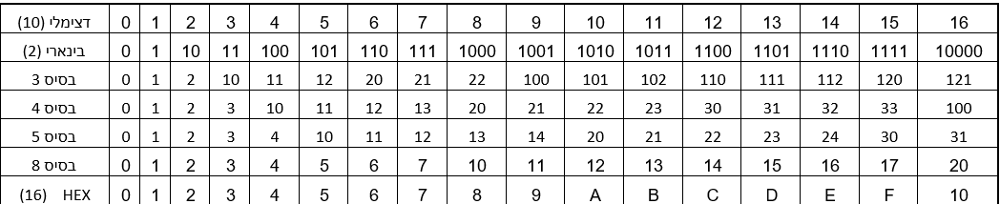 דצימלי (10) 0 1 2 3 4 5 6 7 8 9 10 11 12 13 14 15 16
בינארי (2) 0 1 10 11 100 101 110 111 1000 1001 1010 1011 1100 1101 1110 1111 10000
בסיס 3 0 1 2 10 11 12 20 21 22 100 101 102 110 111 112 120 121
בסיס 4 0 1 2 3 10 11 12 13 20 21 22 23 30 31 32 33 100
בסיס 5 0 1 2 3 4 10 11 12 13 14 20 21 22 23 24 30 31
בסיס 8 0 1 2 3 4 5 6 7 10 11 12 13 14 15 16 17 20
HEX (16) 0 1 2 3 4 5 6 7 8 9 A B C D E F 10